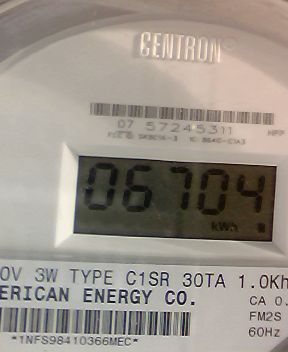 CENTRON®
07 57245311
06704
kWh
0V 3W TYPE C1SR 30TA 1.0Kh
ERICAN ENERGY CO.
CA 0.
FM2S
60Hz
*1NFS98410366MEC*